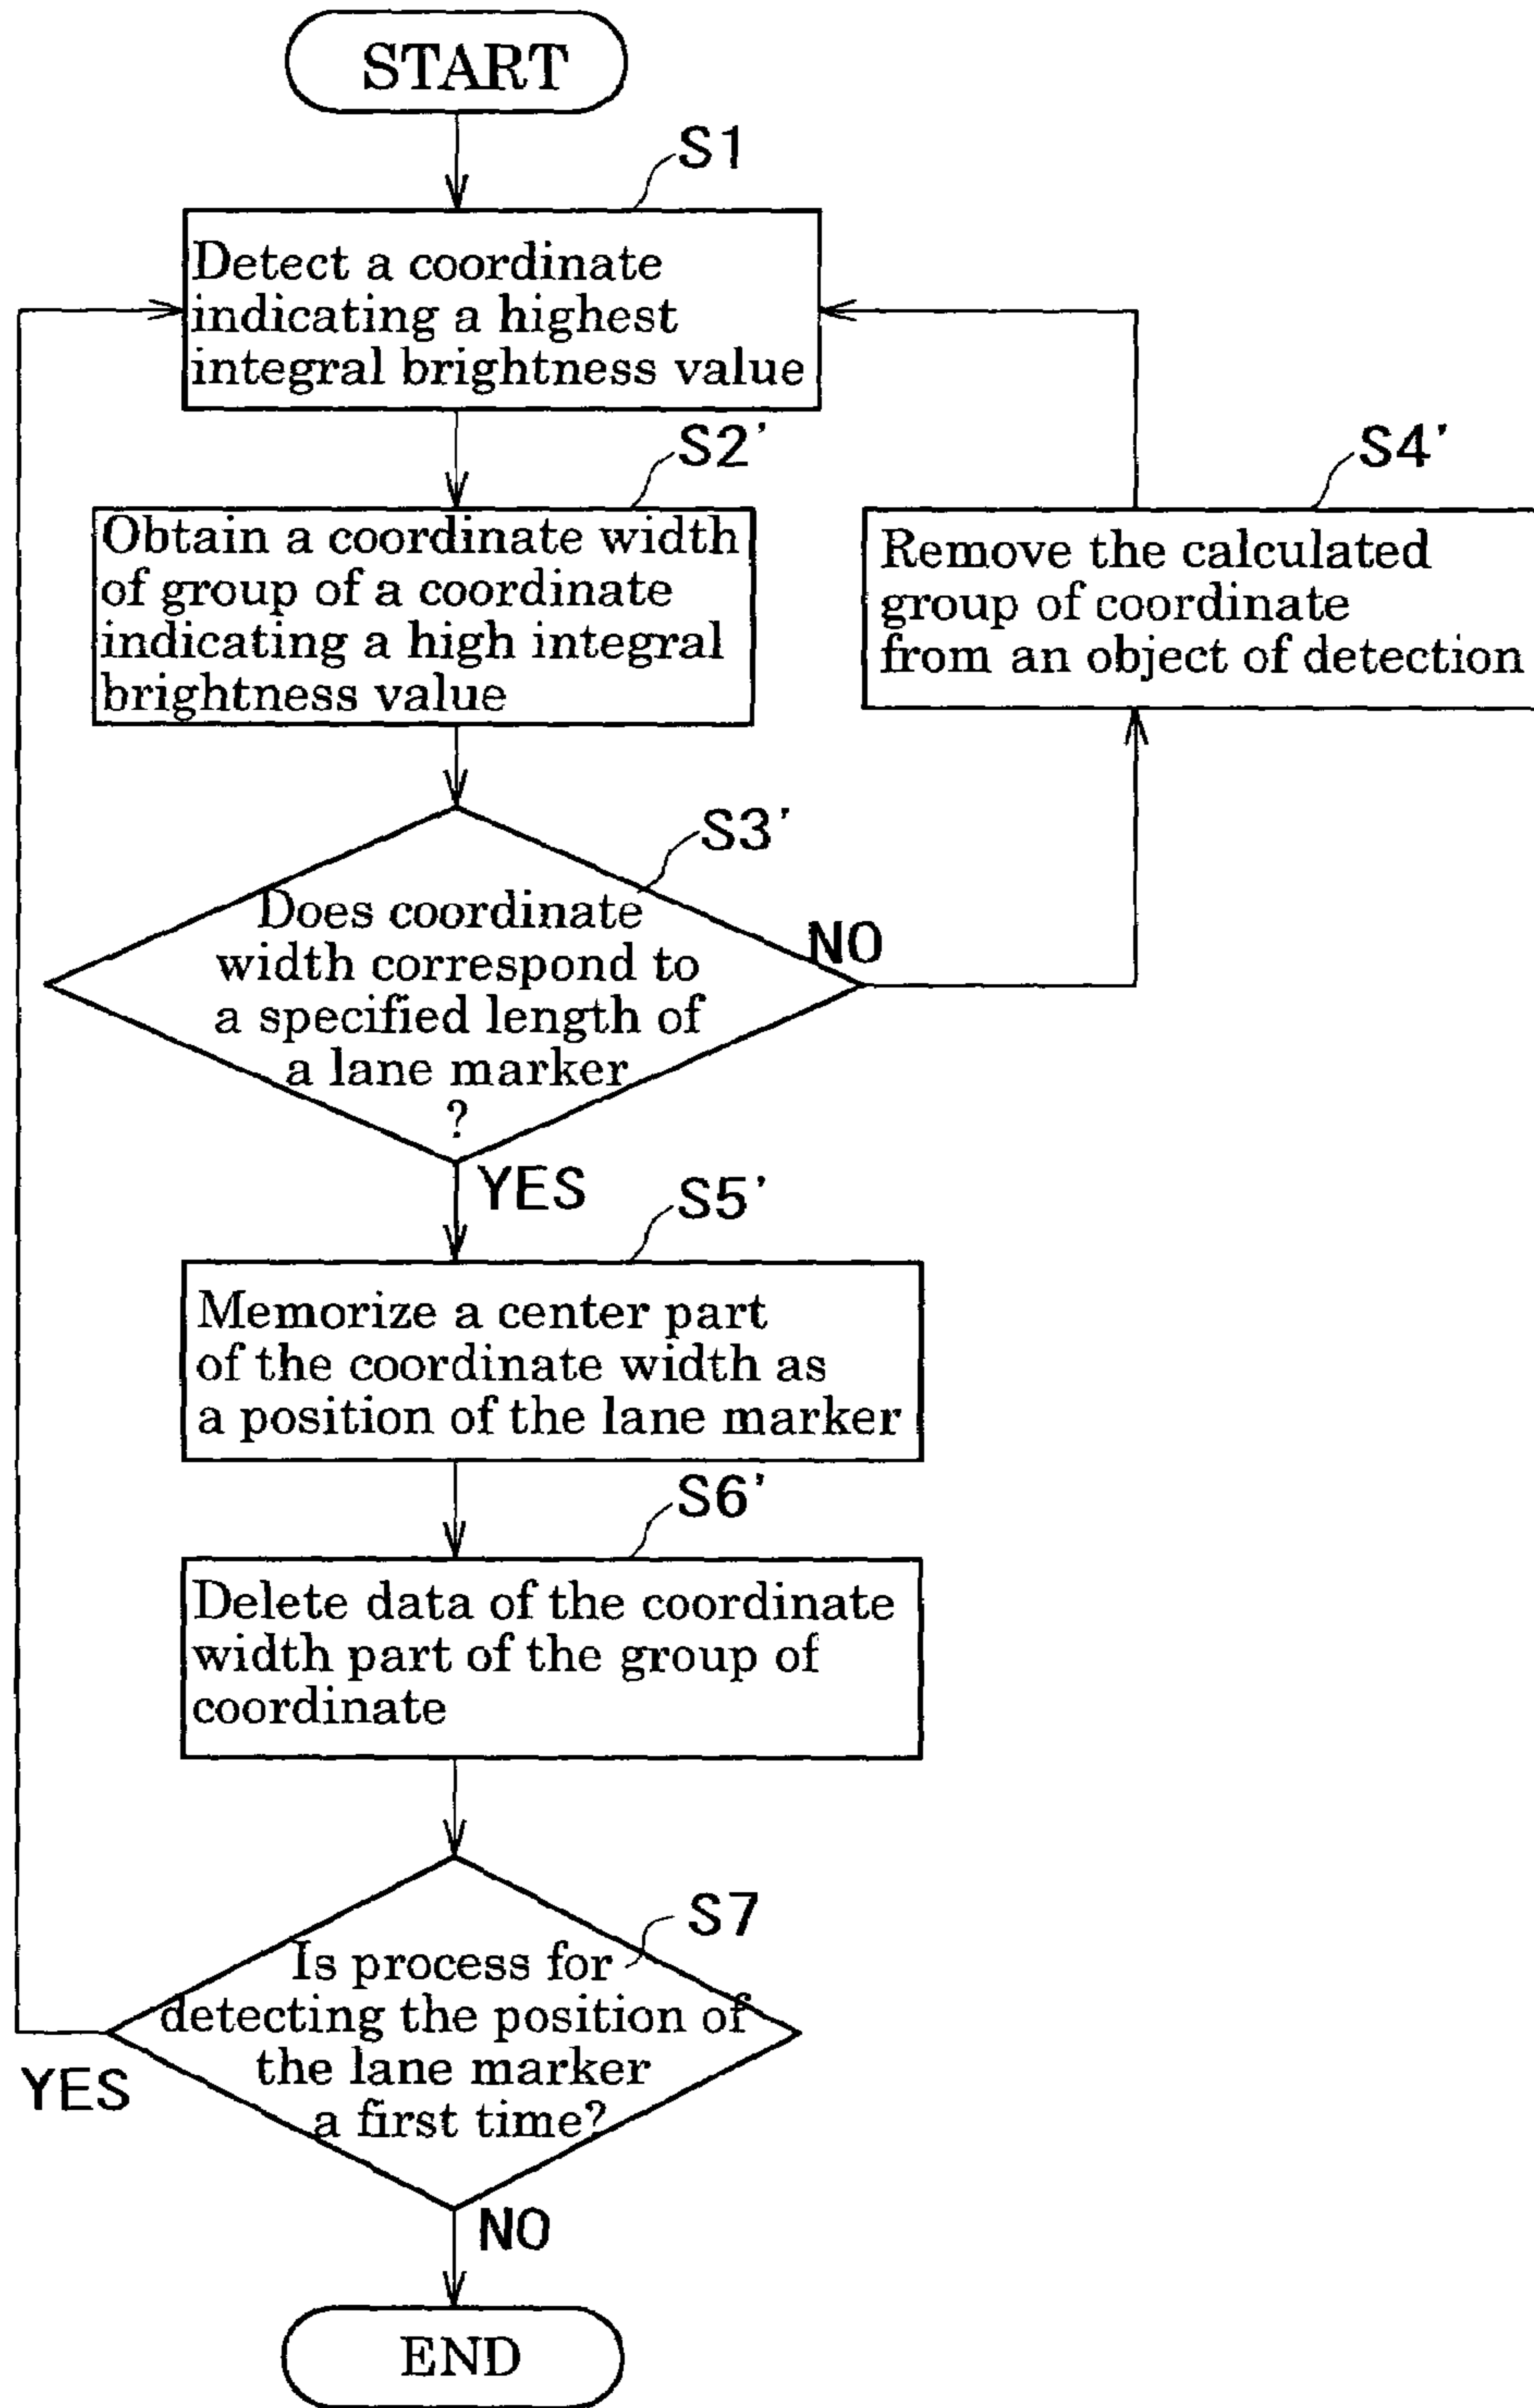 START
S1
Detect a coordinate
indicating a highest
integral brightness value
S2'
Obtain a coordinate width
of group of a coordinate
indicating a high integral
brightness value
S4'
Remove the calculated
group of coordinate
from an object of detection
S3'
Does coordinate
width correspond to
a specified length of
a lane marker
?
NO
YES
S5'
Memorize a center part
of the coordinate width as
a position of the lane marker
S6'
Delete data of the coordinate
width part of the group of
coordinate
S7
Is process for
detecting the position of
the lane marker
a first time?
YES
NO
END